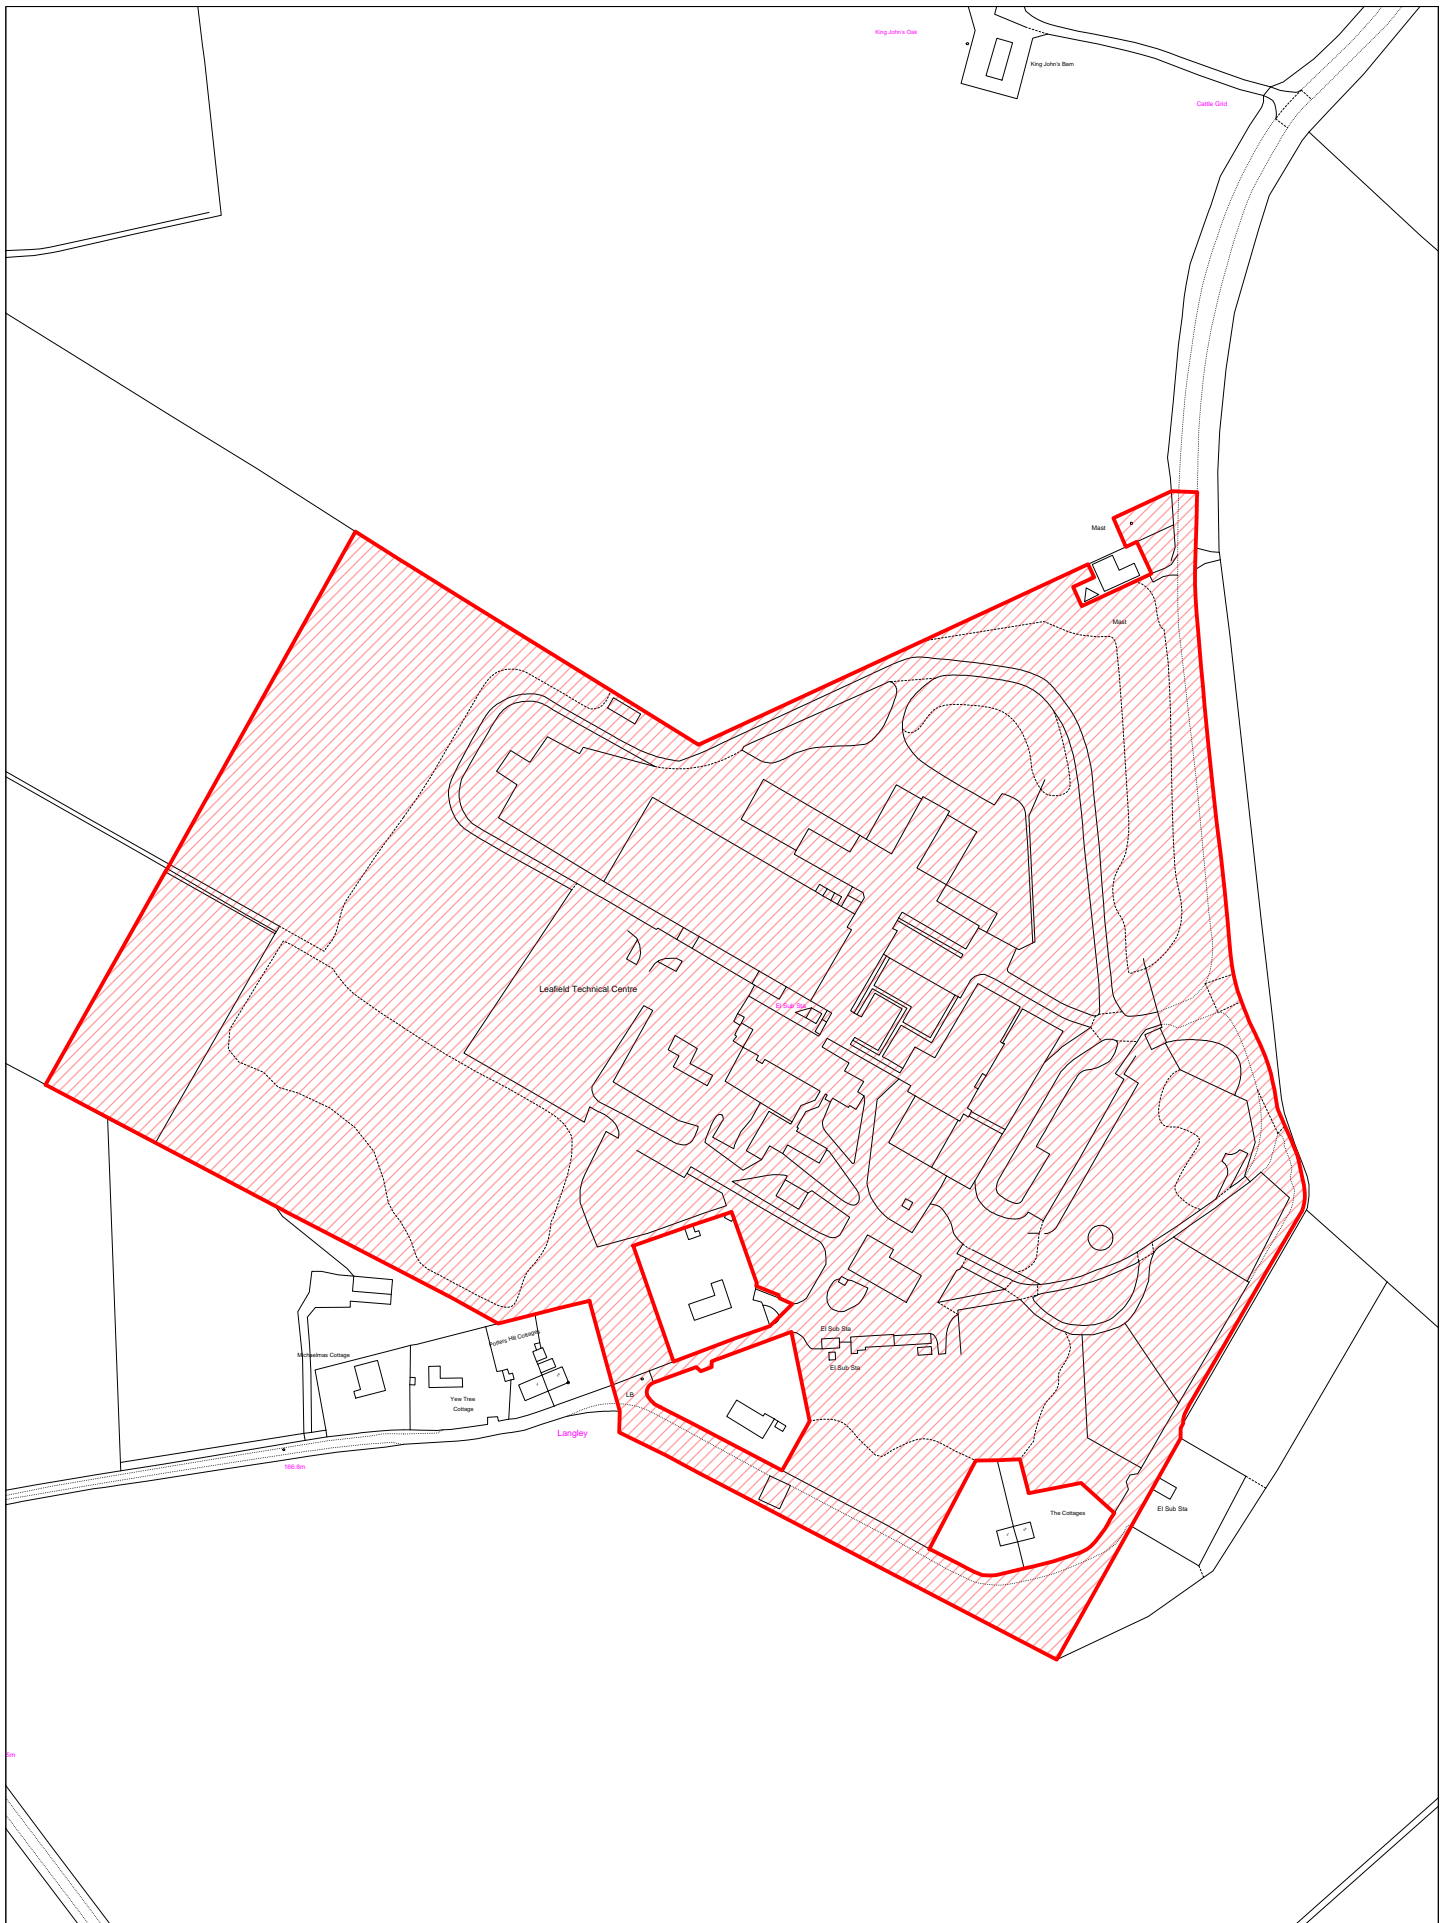 King John's Oak
King John's Barn
Cattle Grid
Mast
Mast
Leafield Technical Centre
El Sub Sta
El Sub Sta
El Sub Sta
Potters Hill Cottages
Michaelmas Cottage
Yew Tree
Cottage
LB
Langley
166.8m
The Cottages
El Sub Sta